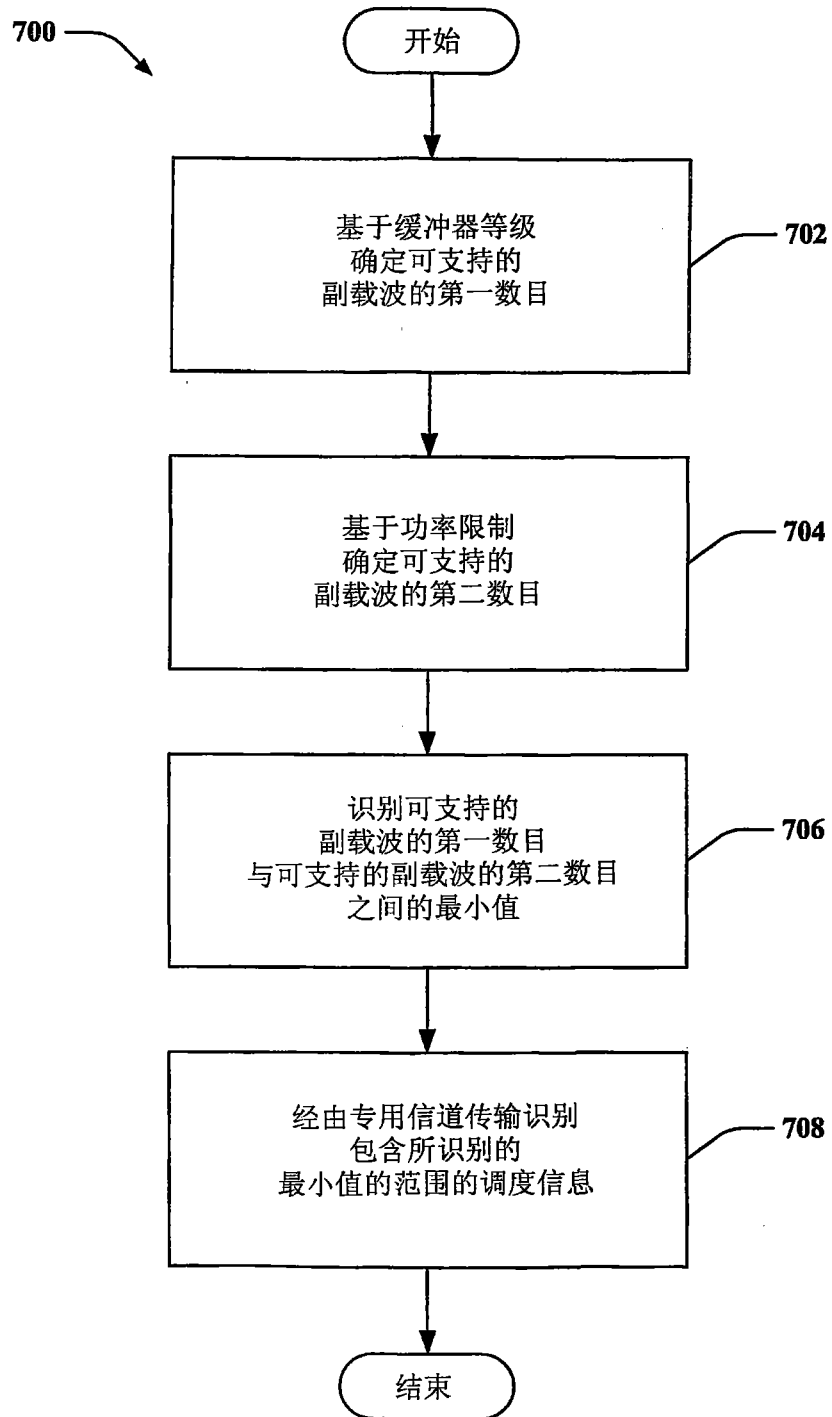 700
开始
基于缓冲器等级
确定可支持的
副载波的第一数目
702
基于功率限制
确定可支持的
副载波的第二数目
704
识别可支持的
副载波的第一数目
与可支持的副载波的第二数目
之间的最小值
706
经由专用信道传输识别
包含所识别的
最小值的范围的调度信息
708
结束